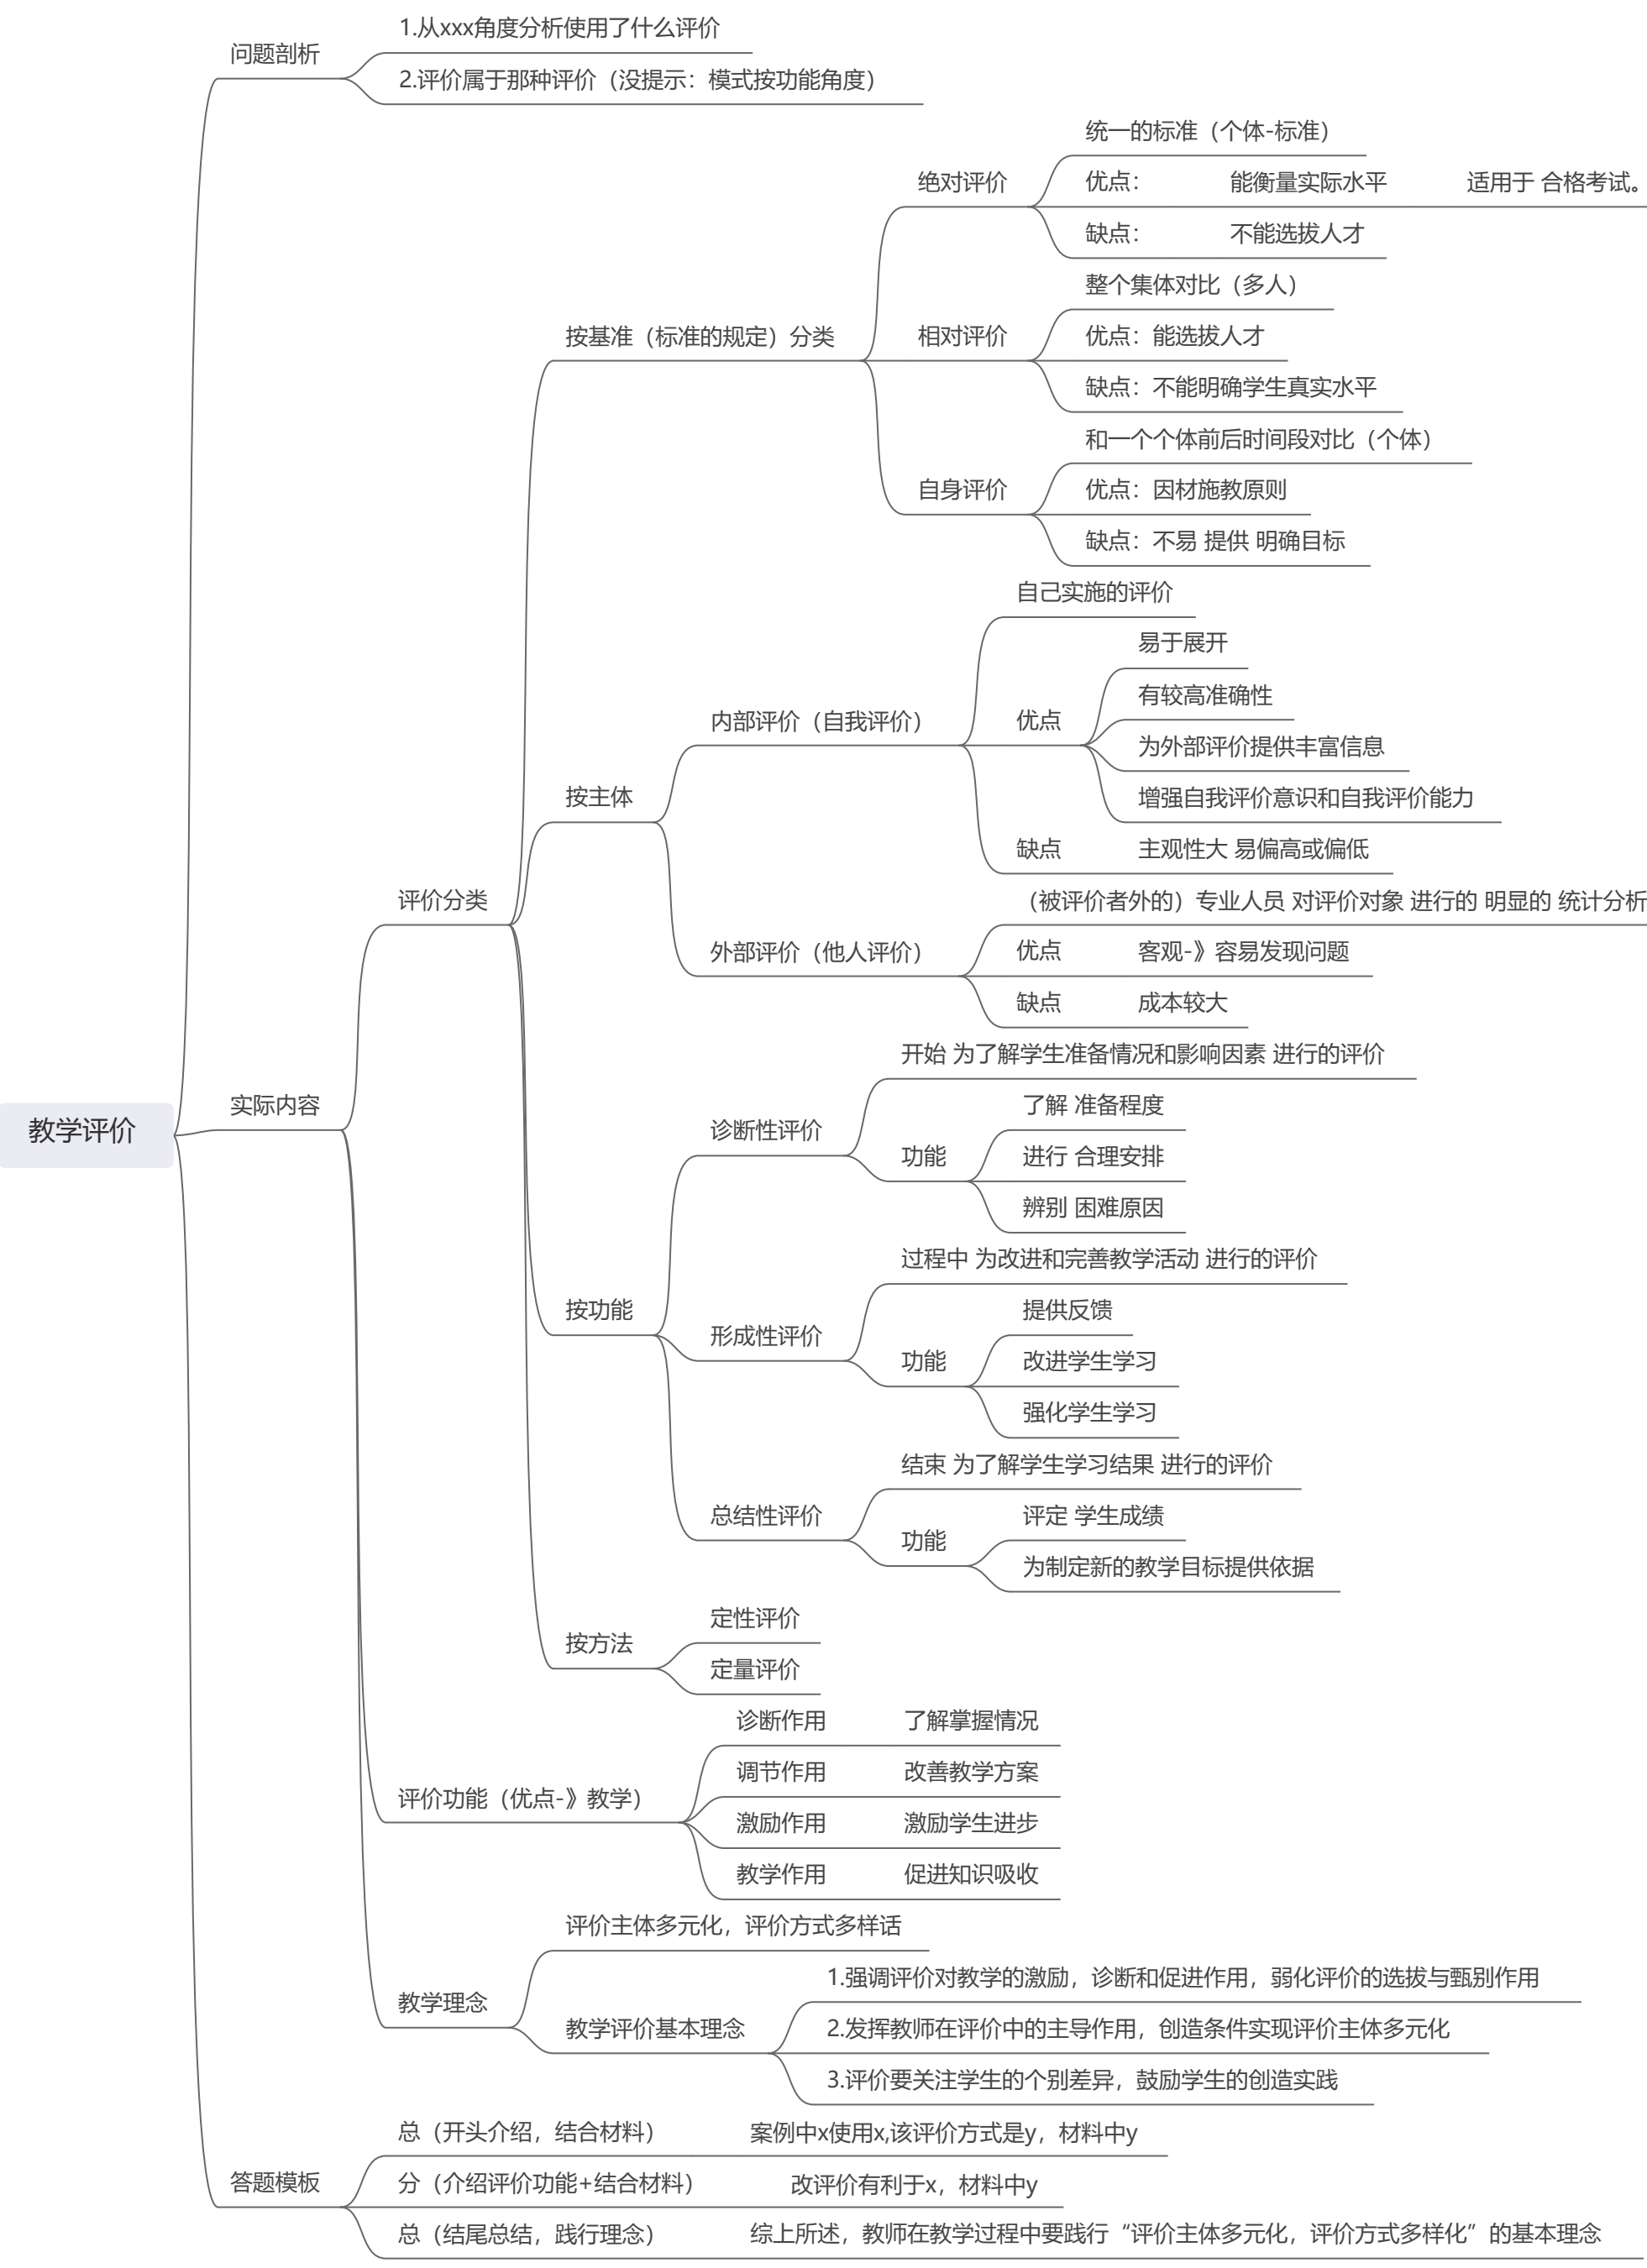 教学评价
问题剖析
1.从xxx角度分析使用了什么评价
2.评价属于那种评价（没提示：模式按功能角度）
实际内容
评价分类
按基准（标准的规定）分类
绝对评价
统一的标准（个体-标准）
优点： 能衡量实际水平 适用于 合格考试。
缺点： 不能选拔人才
相对评价
整个集体对比（多人）
优点：能选拔人才
缺点：不能明确学生真实水平
自身评价
和一个个体前后时间段对比（个体）
优点：因材施教原则
缺点：不易 提供 明确目标
按主体
内部评价（自我评价）
自己实施的评价
优点
易于展开
有较高准确性
为外部评价提供丰富信息
增强自我评价意识和自我评价能力
缺点 主观性大 易偏高或偏低
外部评价（他人评价）
（被评价者外的）专业人员 对评价对象 进行的 明显的 统计分析
优点 客观-》容易发现问题
缺点 成本较大
按功能
诊断性评价
开始 为了解学生准备情况和影响因素 进行的评价
功能
了解 准备程度
进行 合理安排
辨别 困难原因
形成性评价
过程中 为改进和完善教学活动 进行的评价
功能
提供反馈
改进学生学习
强化学生学习
总结性评价
结束 为了解学生学习结果 进行的评价
功能
评定 学生成绩
为制定新的教学目标提供依据
按方法
定性评价
定量评价
评价功能（优点-》教学）
诊断作用 了解掌握情况
调节作用 改善教学方案
激励作用 激励学生进步
教学作用 促进知识吸收
教学理念
评价主体多元化，评价方式多样话
教学评价基本理念
1.强调评价对教学的激励，诊断和促进作用，弱化评价的选拔与甄别作用
2.发挥教师在评价中的主导作用，创造条件实现评价主体多元化
3.评价要关注学生的个别差异，鼓励学生的创造实践
答题模板
总（开头介绍，结合材料） 案例中x使用x,该评价方式是y，材料中y
分（介绍评价功能+结合材料） 改评价有利于x，材料中y
总（结尾总结，践行理念） 综上所述，教师在教学过程中要践行“评价主体多元化，评价方式多样化”的基本理念